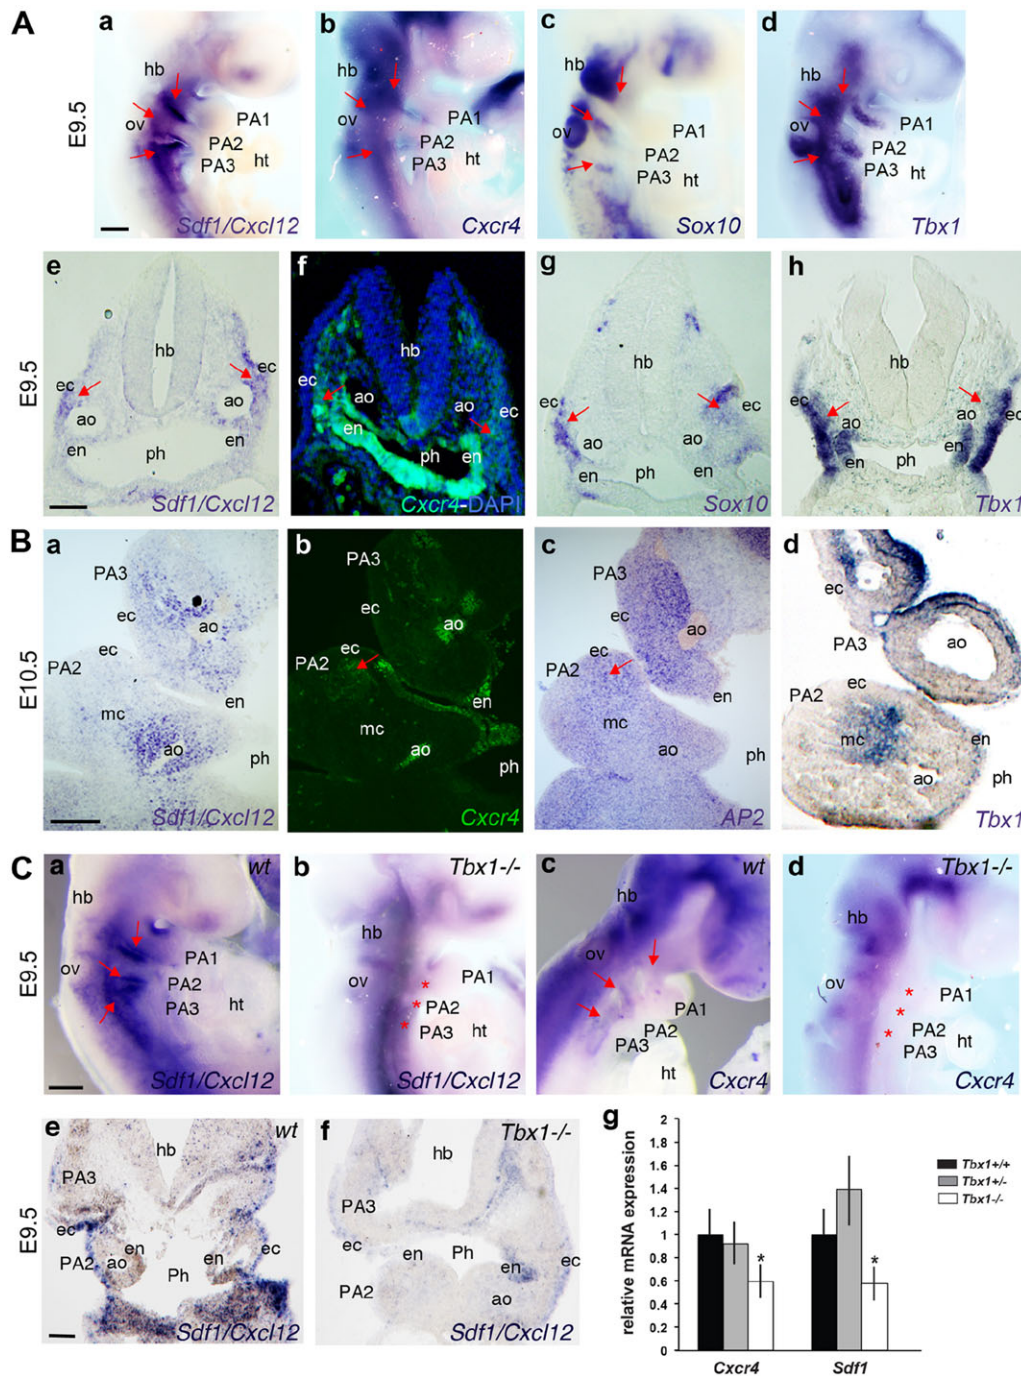 A
E9.5
a
hb
ov
PA1
PA2
PA3
ht
Sdf1/Cxcl12
b
hb
ov
PA1
PA2
PA3
ht
Cxcr4
c
hb
ov
PA1
PA2
PA3
ht
Sox10
d
hb
ov
PA1
PA2
PA3
ht
Tbx1
E9.5
e
hb
ec
ec
ao
ao
en
en
ph
Sdf1/Cxcl12
f
hb
ec
ao
ao
ec
en
en
ph
Cxcr4-DAPI
g
hb
ec
ec
ao
ao
en
en
ph
Sox10
h
hb
ec
ao
ao
ec
en
en
ph
Tbx1
B
E10.5
a
PA3
ec
ao
ec
PA2
en
mc
ao
ph
Sdf1/Cxcl12
b
PA3
ec
ao
ec
PA2
en
mc
ao
ph
Cxcr4
c
PA3
ec
ao
ec
PA2
en
mc
ao
ph
AP2
d
ec
PA3
ao
ec
PA2
mc
en
ao
ph
Tbx1
C
E9.5
a
wt
hb
ov
PA1
PA2
PA3
ht
Sdf1/Cxcl12
b
Tbx1-/-
hb
ov
PA1
*
*
PA2
*
PA3
ht
Sdf1/Cxcl12
c
wt
hb
ov
PA1
PA2
PA3
ht
Cxcr4
d
Tbx1-/-
hb
ov
*
PA1
*
*
PA2
PA3
ht
Cxcr4
E9.5
e
wt
hb
PA3
ec
en
en
ec
PA2
ao
Ph
Sdf1/Cxcl12
f
Tbx1-/-
hb
PA3
ec
en
Ph
en
ec
PA2
ao
Sdf1/Cxcl12
g
relative mRNA expression
2
1.8
1.6
1.4
1.2
1
0.8
0.6
0.4
0.2
0
*
*
Cxcr4
Sdf1
Tbx1+/+
Tbx1+/-
Tbx1-/-